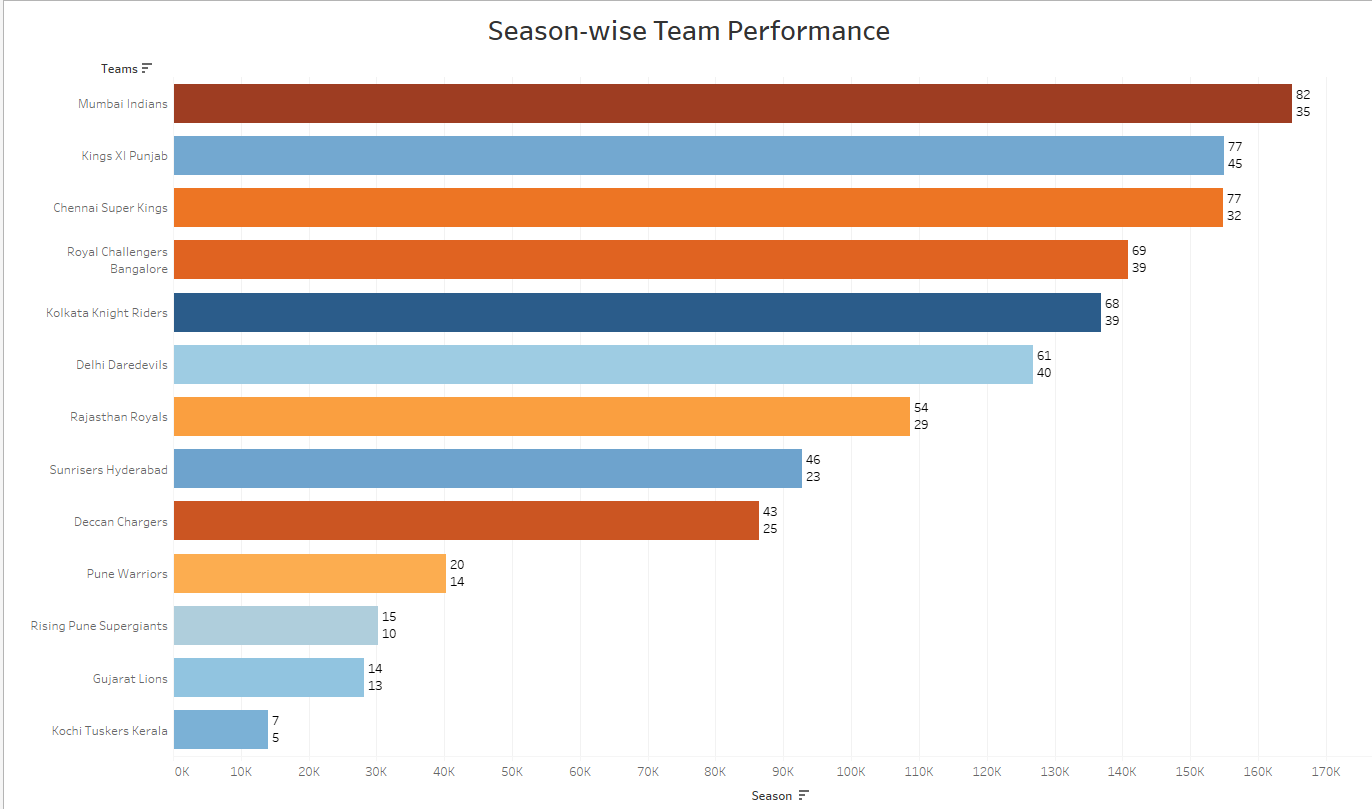 Season-wise Team Performance
Teams
Mumbai Indians
82
35
Kings XI Punjab
77
45
Chennai Super Kings
77
32
Royal Challengers
Bangalore
69
39
Kolkata Knight Riders
68
39
Delhi Daredevils
61
40
Rajasthan Royals
54
29
Sunrisers Hyderabad
46
23
Deccan Chargers
43
25
Pune Warriors
20
14
Rising Pune Supergiants
15
10
Gujarat Lions
14
13
Kochi Tuskers Kerala
7
5
0K 10K 20K 30K 40K 50K 60K 70K 80K 90K 100K 110K 120K 130K 140K 150K 160K 170K
Season